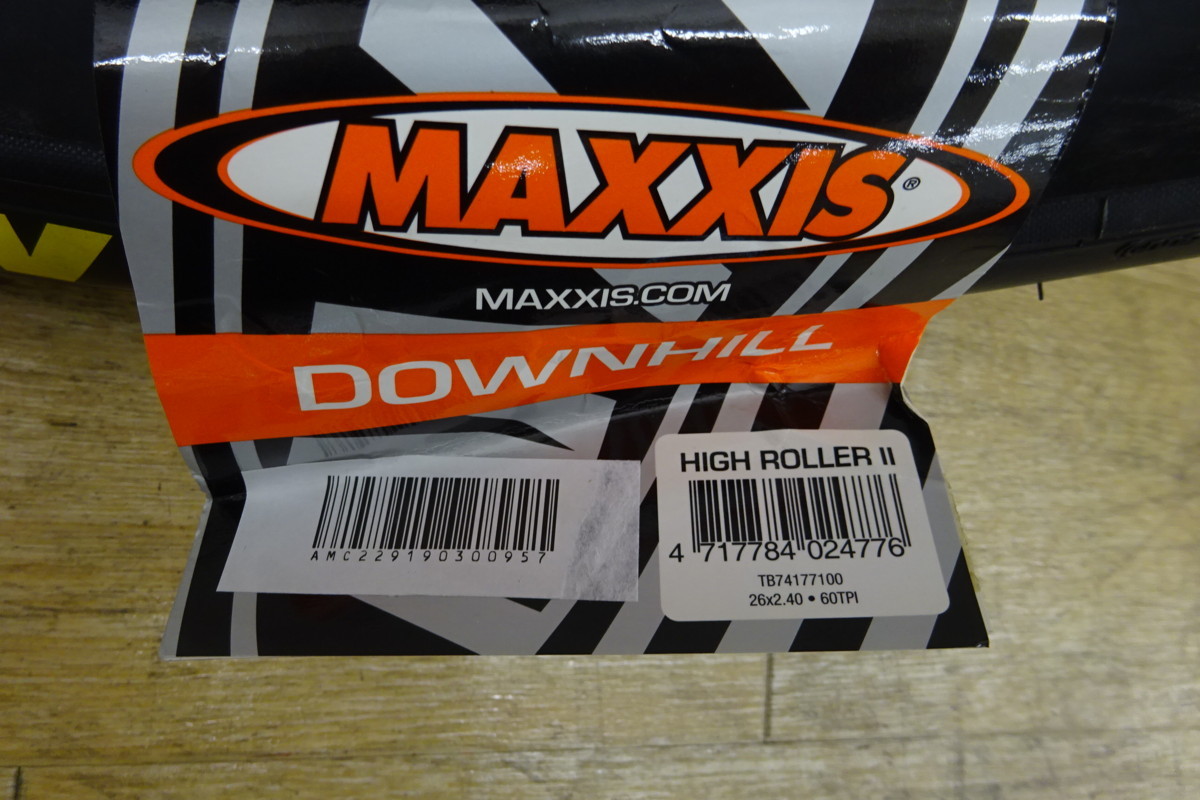 MAXXIS®
MAXXIS.COM
DOWNHILL
AMC229190300957
HIGH ROLLER II
4 717784 024776
TB74177100
26x2.40 • 60TPI